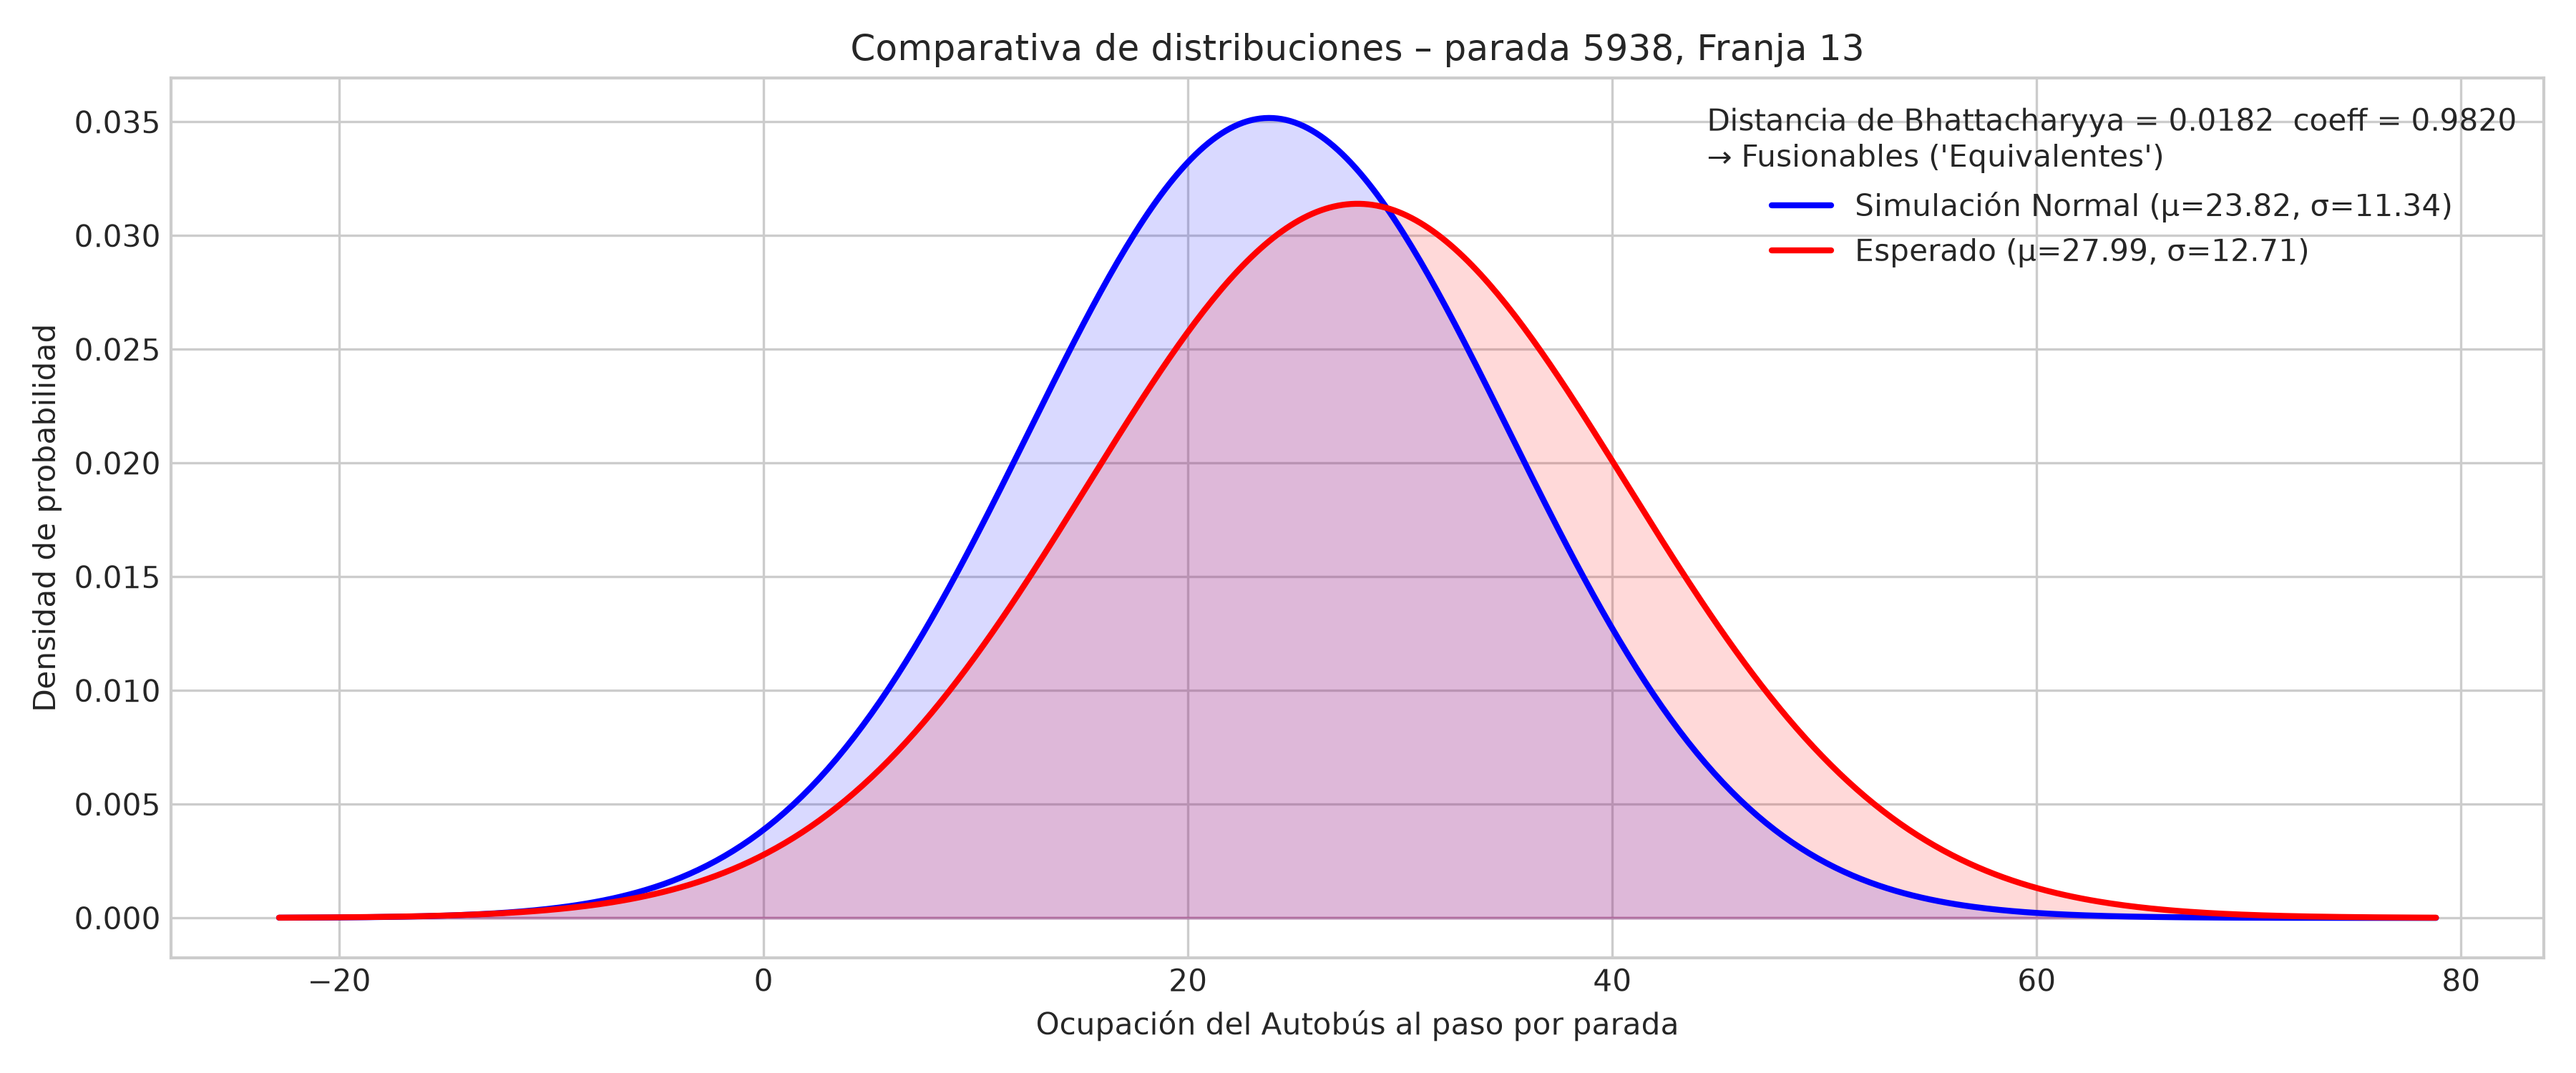 Comparativa de distribuciones – parada 5938, Franja 13
Distancia de Bhattacharyya = 0.0182  coeff = 0.9820
→ Fusionables ('Equivalentes')
Simulación Normal (μ=23.82, σ=11.34)
Esperado (μ=27.99, σ=12.71)
Densidad de probabilidad
0.035
0.030
0.025
0.020
0.015
0.010
0.005
0.000
−20 0 20 40 60 80
Ocupación del Autobús al paso por parada